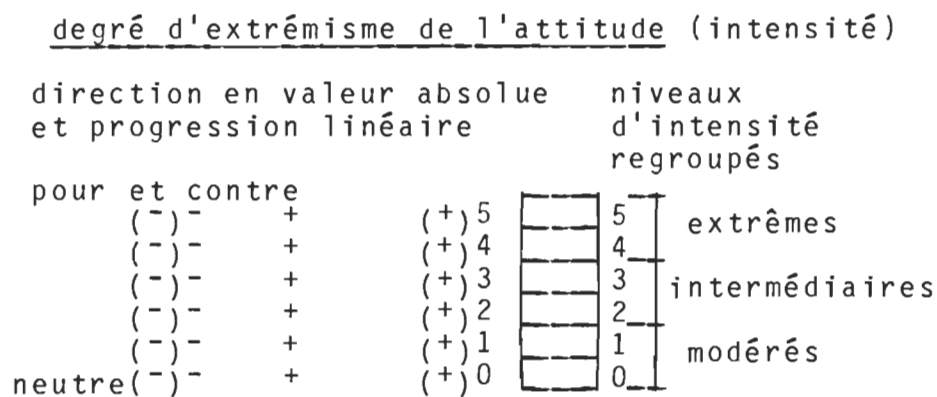 degré d'extrémisme de l'attitude (intensité)
direction en valeur absolue niveaux
et progression linéaire d'intensité
regroupés
pour et contre
(-)- + (+)5 5 extrêmes
(-)- + (+)4 4
(-)- + (+)3 3 intermédiaires
(-)- + (+)2 2
(-)- + (+)1 1 modérés
neutre(-)- + (+)0 0